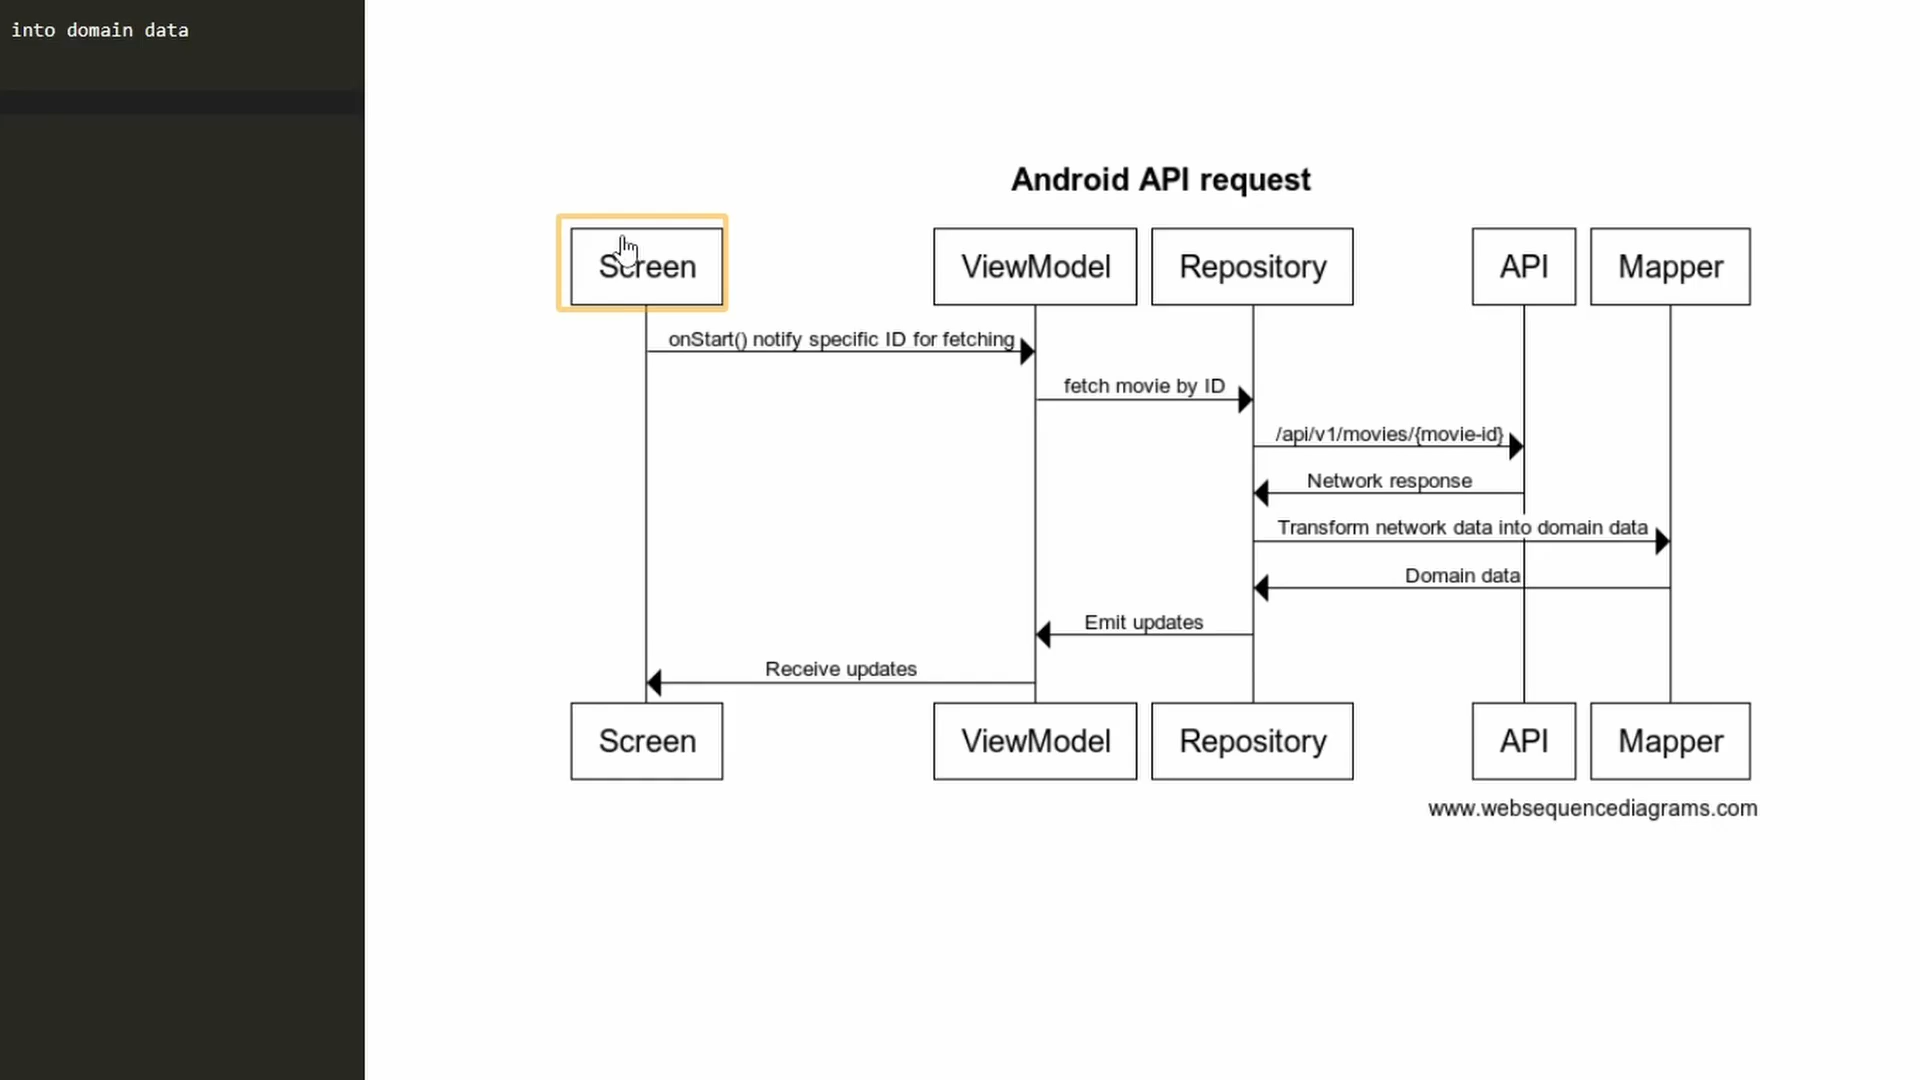 into domain data
Android API request
Screen
ViewModel
Repository
API
Mapper
onStart() notify specific ID for fetching
fetch movie by ID
/api/v1/movies/{movie-id}
Network response
Transform network data into domain data
Domain data
Emit updates
Receive updates
Screen
ViewModel
Repository
API
Mapper
www.websequencediagrams.com